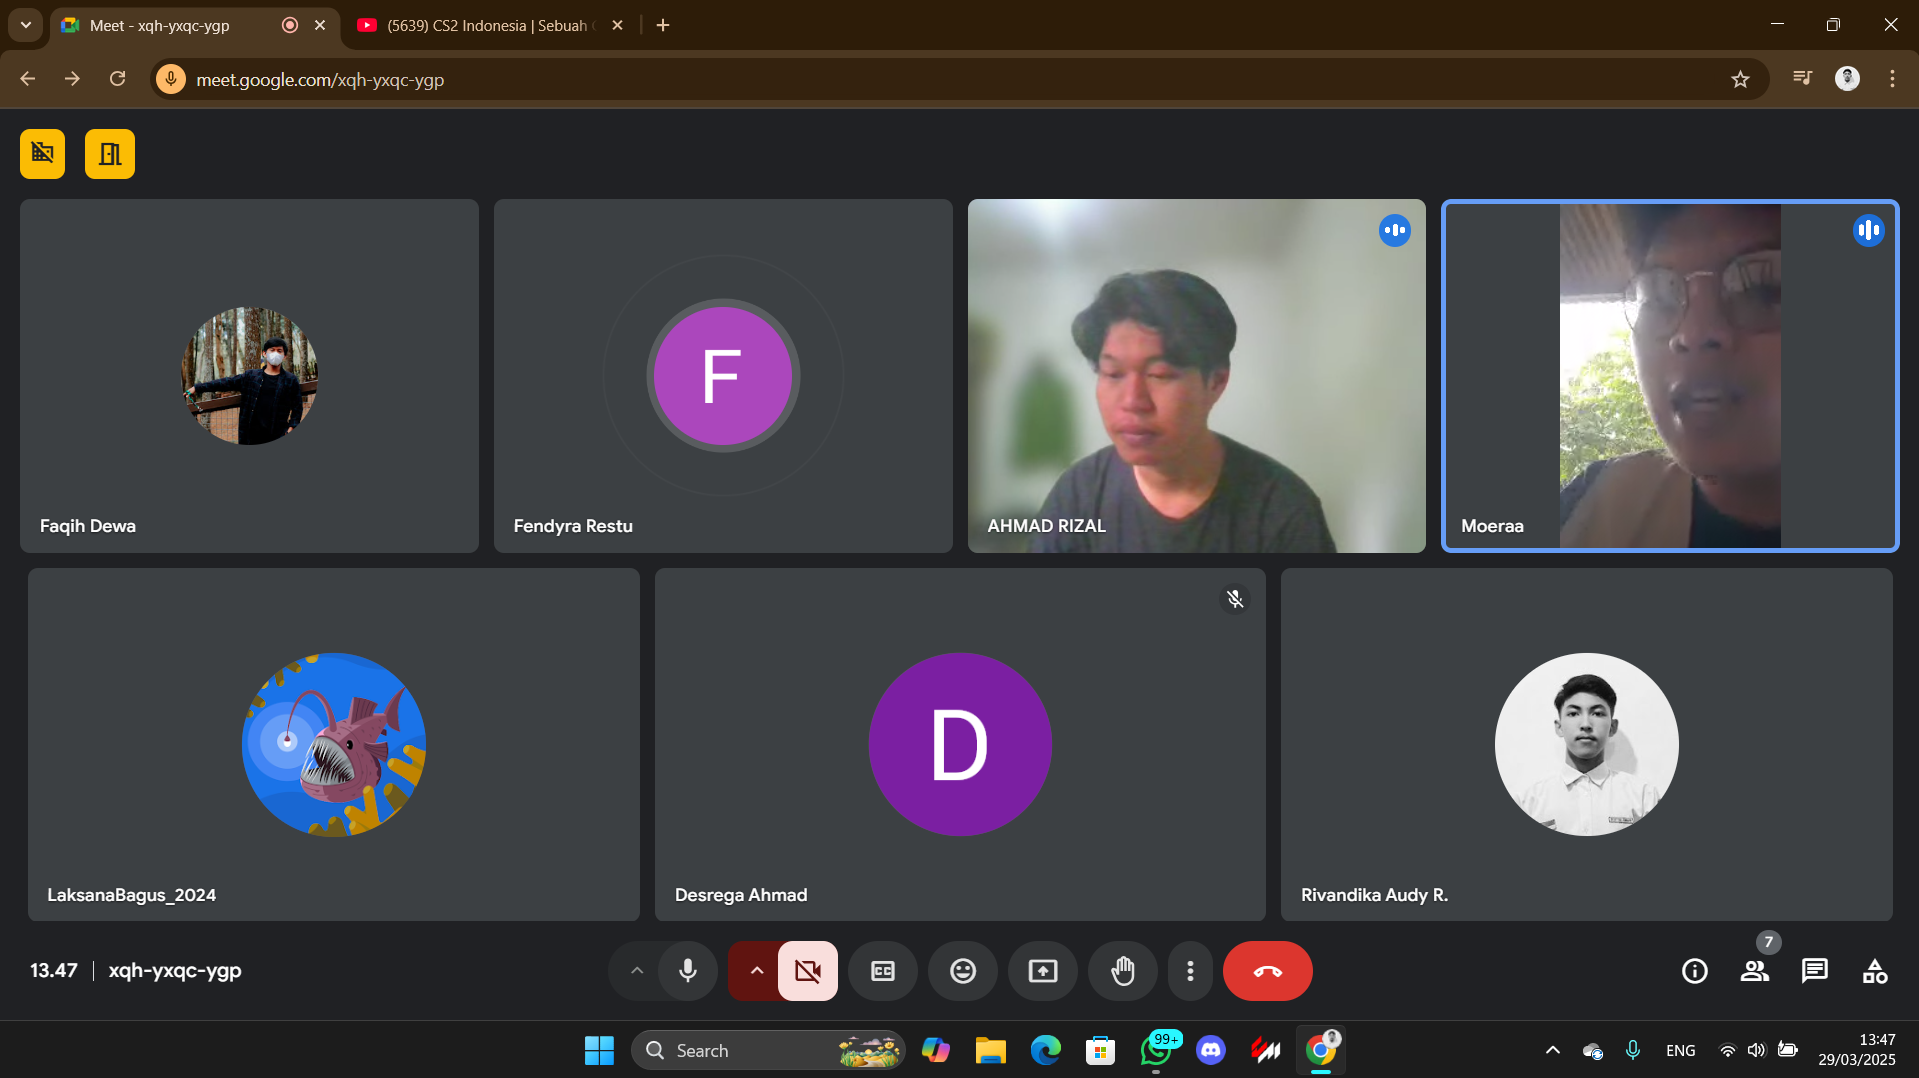 Meet - xqh-yxqc-ygp
(5639) CS2 Indonesia | Sebuah
meet.google.com/xqh-yxqc-ygp
Faqih Dewa
F
Fendyra Restu
AHMAD RIZAL
Moeraa
LaksanaBagus_2024
D
Desrega Ahmad
Rivandika Audy R.
13.47 | xqh-yxqc-ygp
CC
7
Search
99+
ENG
13:47
29/03/2025